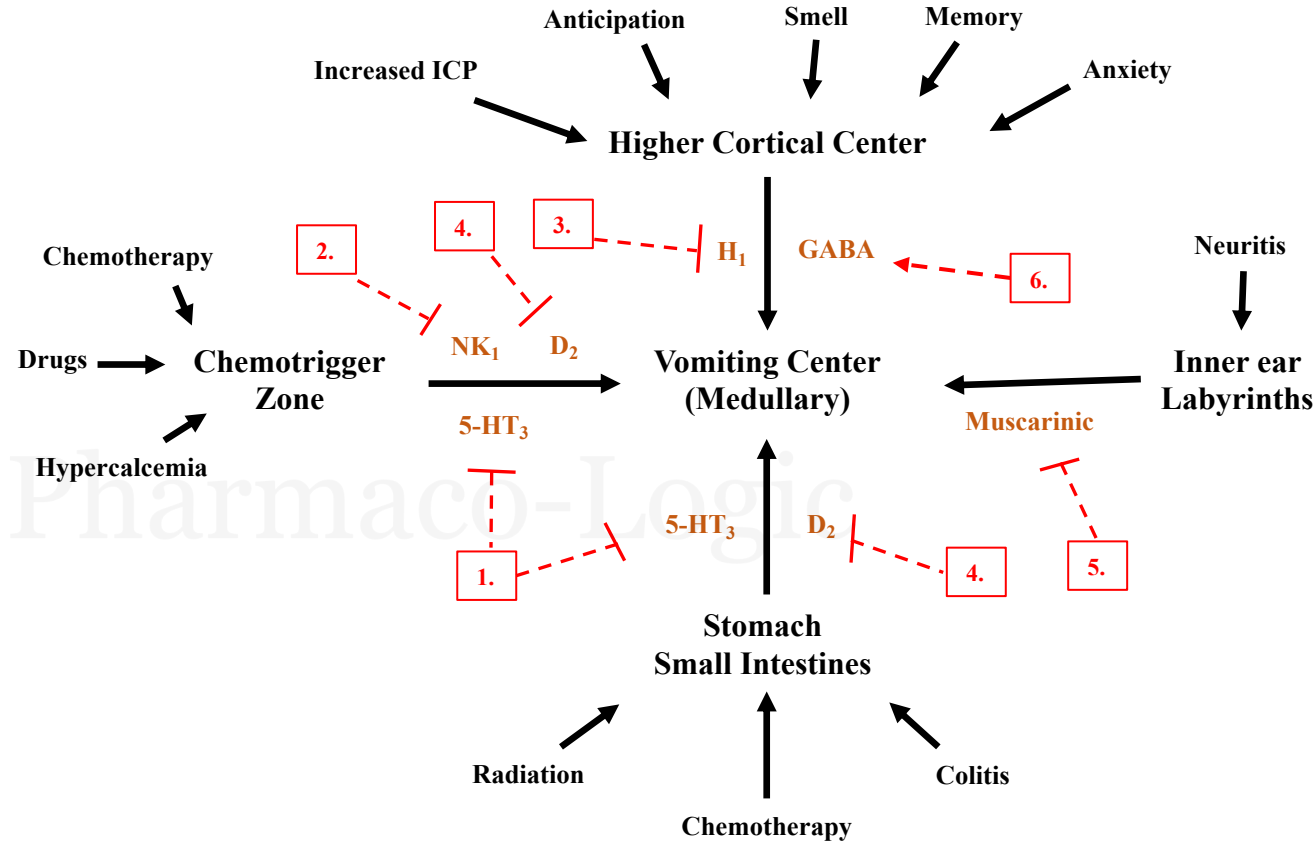 Anticipation
Smell
Memory
Increased ICP
Anxiety
Higher Cortical Center
2.
4.
3.
H₁
GABA
6.
Neuritis
Chemotherapy
Drugs
Hypercalcemia
Chemotrigger
Zone
NK₁
D₂
5-HT₃
Vomiting Center
(Medullary)
Inner ear
Labyrinths
Muscarinic
Pharmaco-Logic
5-HT₃
D₂
1.
4.
5.
Stomach
Small Intestines
Radiation
Colitis
Chemotherapy